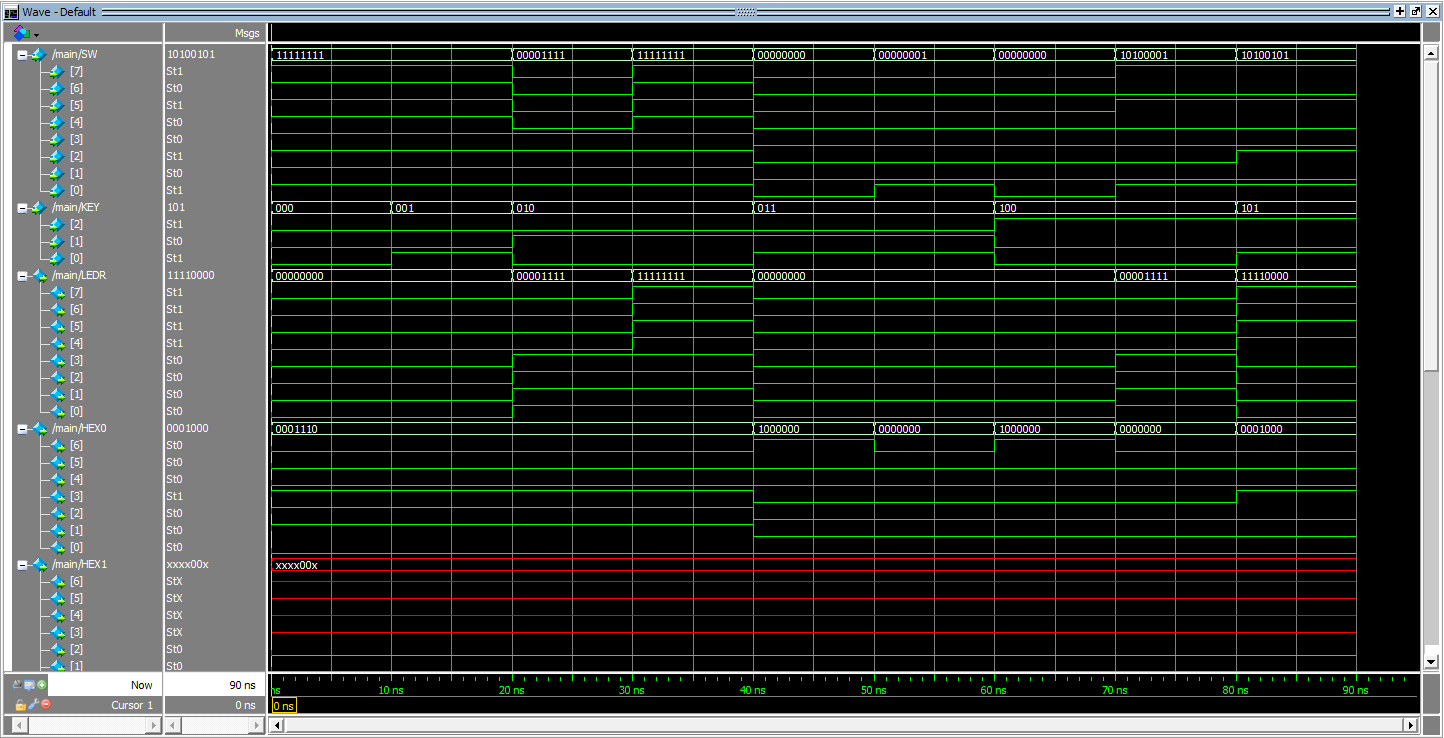 Wave - Default
Msgs
/main/SW 10100101 11111111 00001111 11111111 00000000 00000001 00000000 10100001 10100101
[7] St1
[6] St0
[5] St1
[4] St0
[3] St0
[2] St1
[1] St0
[0] St1
/main/KEY 101 000 001 010 011 100 101
[2] St1
[1] St0
[0] St1
/main/LEDR 11110000 00000000 00001111 11111111 00000000 00001111 11110000
[7] St1
[6] St1
[5] St1
[4] St1
[3] St0
[2] St0
[1] St0
[0] St0
/main/HEX0 0001000 0001110 1000000 0000000 1000000 0000000 0001000
[6] St0
[5] St0
[4] St0
[3] St1
[2] St0
[1] St0
[0] St0
/main/HEX1 xxxx00x xxxx00x
[6] StX
[5] StX
[4] StX
[3] StX
[2] St0
[1] St0
Now 90 ns ns 10 ns 20 ns 30 ns 40 ns 50 ns 60 ns 70 ns 80 ns 90 ns
Cursor 1 0 ns 0 ns